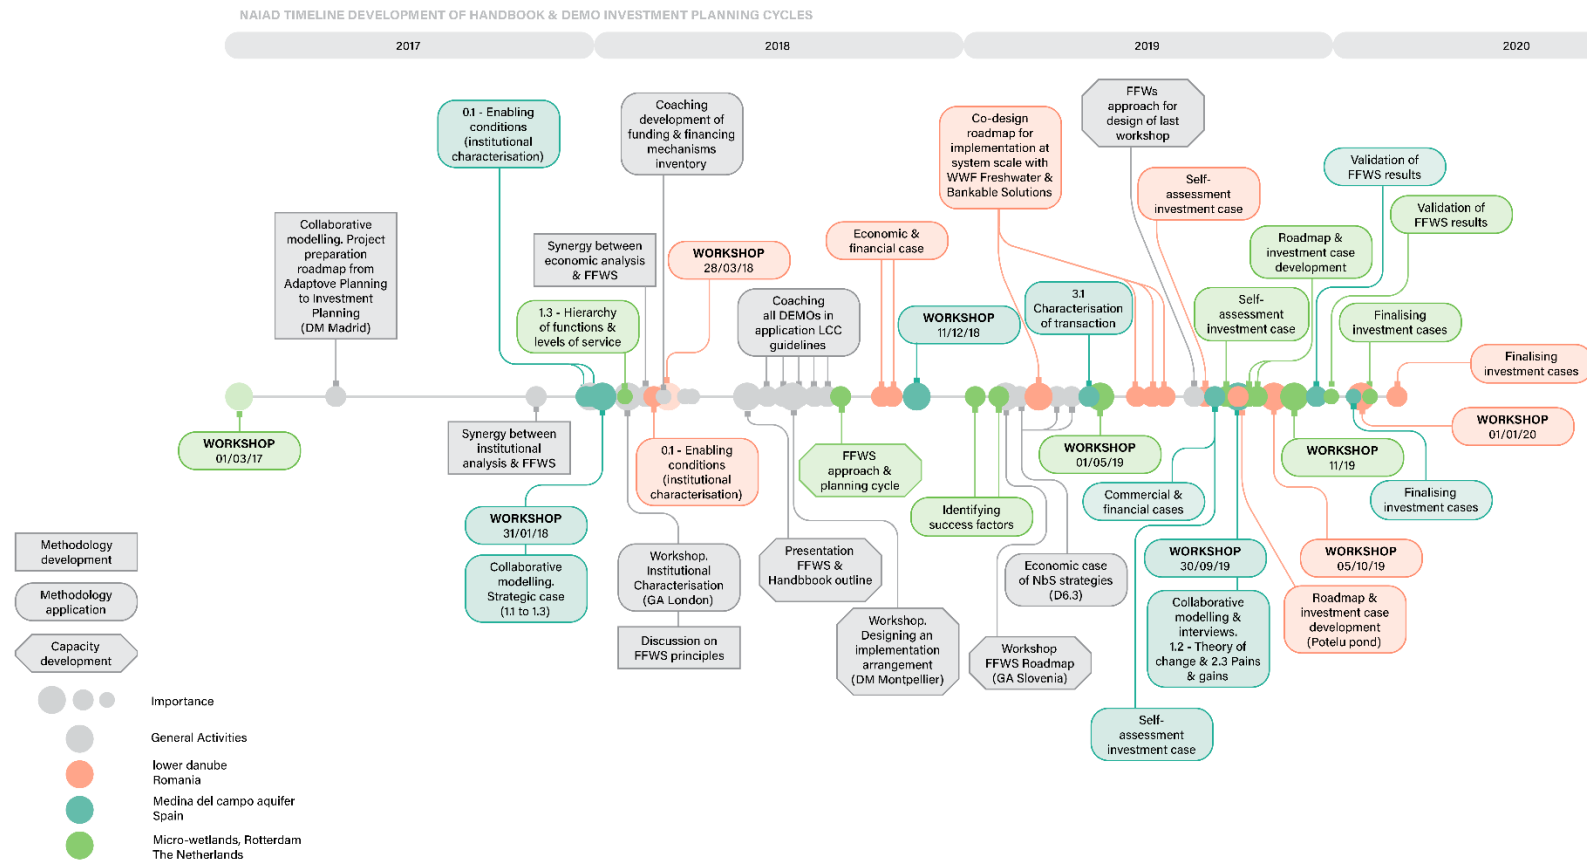 NAIAD TIMELINE DEVELOPMENT OF HANDBOOK & DEMO INVESTMENT PLANNING CYCLES
2017
2018
2019
2020
0.1 - Enabling
conditions
(institutional
characterisation)
Coaching
development of
funding & financing
mechanisms
inventory
Co-design
roadmap for
implementation at
system scale with
WWF Freshwater &
Bankable Solutions
FFWs
approach for
design of last
workshop
Self-
assessment
investment case
Validation of
FFWS results
Validation of
FFWS results
Collaborative
modelling. Project
preparation
roadmap from
Adaptove Planning
to Investment
Planning
(DM Madrid)
Synergy between
economic analysis
& FFWS
WORKSHOP
28/03/18
Economic &
financial case
Roadmap &
investment case
development
1.3 - Hierarchy
of functions &
levels of service
Coaching
all DEMOs in
application LCC
guidelines
WORKSHOP
11/12/18
3.1
Characterisation
of transaction
Self-
assessment
investment case
Finalising
investment cases
Finalising
investment cases
WORKSHOP
01/03/17
Synergy between
institutional
analysis & FFWS
0.1 - Enabling
conditions
(institutional
characterisation)
FFWS
approach &
planning cycle
WORKSHOP
01/05/19
WORKSHOP
11/19
WORKSHOP
01/01/20
Identifying
success factors
Commercial &
financial cases
Finalising
investment cases
WORKSHOP
31/01/18
Collaborative
modelling.
Strategic case
(1.1 to 1.3)
Workshop.
Institutional
Characterisation
(GA London)
Discussion on
FFWS principles
Presentation
FFWS &
Handbbook outline
Workshop.
Designing an
implementation
arrangement
(DM Montpellier)
Economic case
of NbS strategies
(D6.3)
Workshop
FFWS Roadmap
(GA Slovenia)
WORKSHOP
30/09/19
Collaborative
modelling &
interviews.
1.2 - Theory of
change & 2.3 Pains
& gains
WORKSHOP
05/10/19
Roadmap &
investment case
development
(Potelu pond)
Self-
assessment
investment case
Methodology
development
Methodology
application
Capacity
development
Importance
General Activities
lower danube
Romania
Medina del campo aquifer
Spain
Micro-wetlands, Rotterdam
The Netherlands